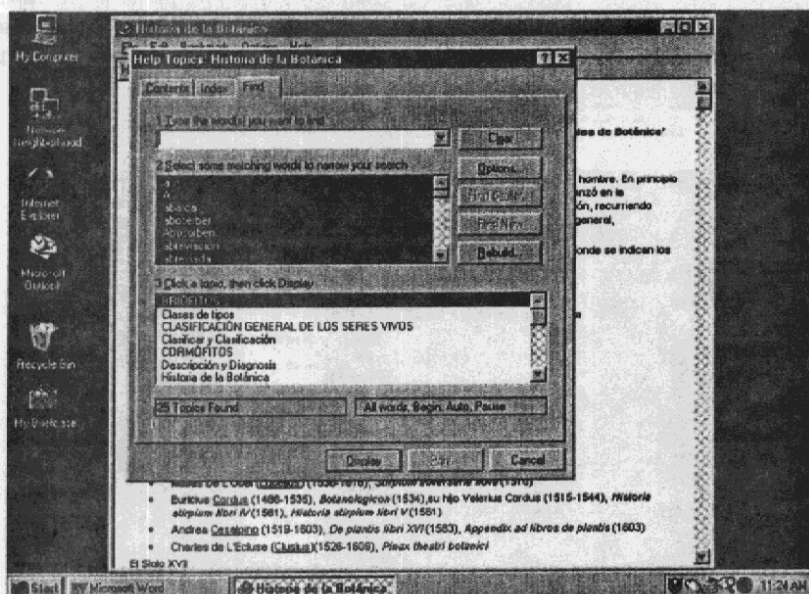 Historia de la Botánica
My Computer
Help Topics: Historia de la Botánica
Contents Index Find
1 Type the word(s) you want to find
Clear
2 Select some matching words to narrow your search
Options...
a
A
abreviada
Find Now
Rebuild...
3 Click a topic, then click Display
BRIÓFITOS
Clases de tipos
CLASIFICACIÓN GENERAL DE LOS SERES VIVOS
Clasificar y Clasificación
CORMÓFITOS
Descripción y Diagnosis
Historia de la Botánica
25 Topics Found
All words, Begin, Auto, Pause
Display
Cancel
de Botánica"
hombre. En principio
ón, recurriendo
general,
onde se indican los
Network Neighborhood
Internet Explorer
Microsoft Outlook
Recycle Bin
My Briefcase
Euricius Cordus (1486-1535), Botanologicon (1534),su hijo Valerius Cordus (1515-1544), Historia
stirpium libri IV (1561), Historia stirpium libri V (1561)
Andrea Cesalpino (1519-1603), De plantis libri XVI (1583), Appendix ad libros de plantis (1603)
Charles de L'Ecluse (Clusius)(1526-1609), Pinax theatri botanici
El Siglo XVII
Start Microsoft Word Historia de la Botánica 11:24 AM